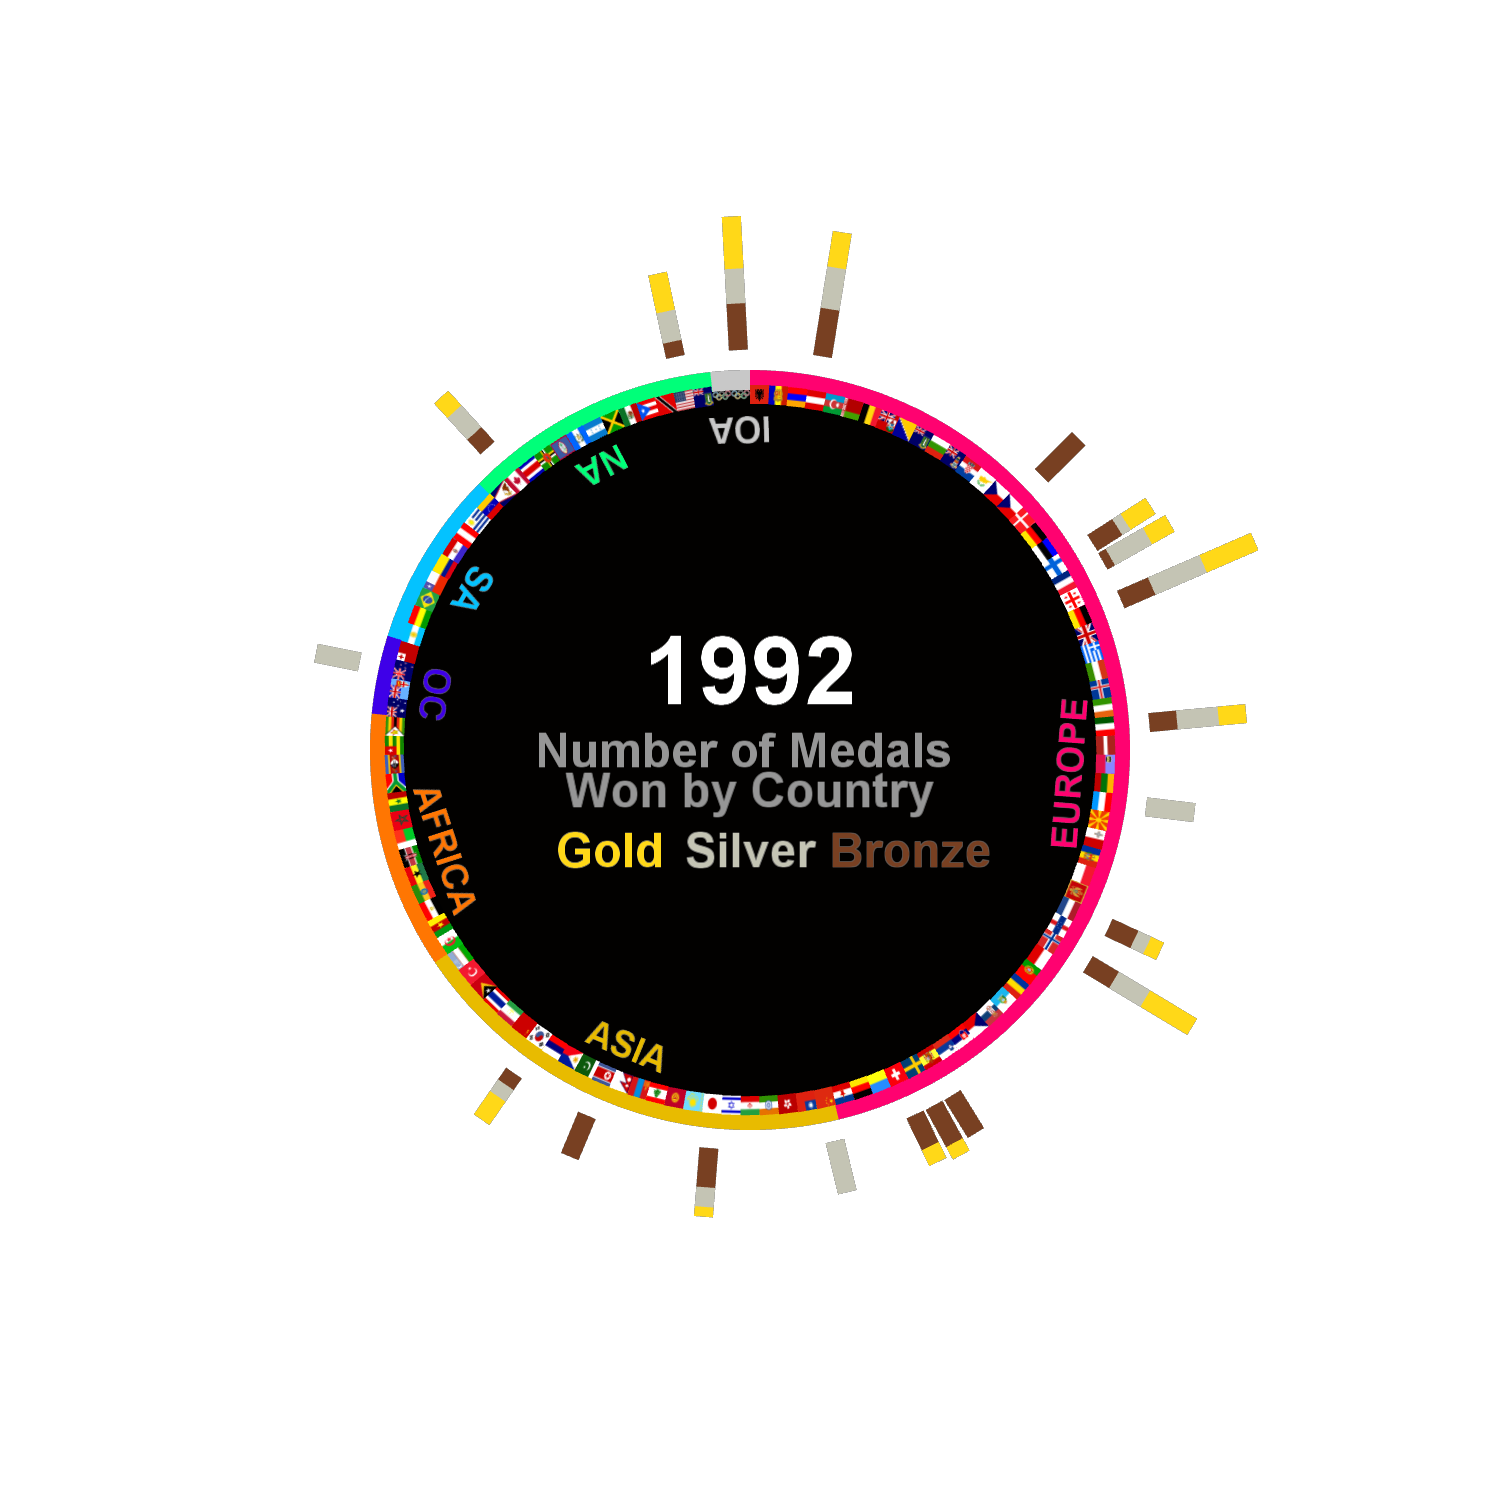 IOA
NA
SA
OC
EUROPE
AFRICA
ASIA
1992
Number of Medals
Won by Country
Gold Silver Bronze